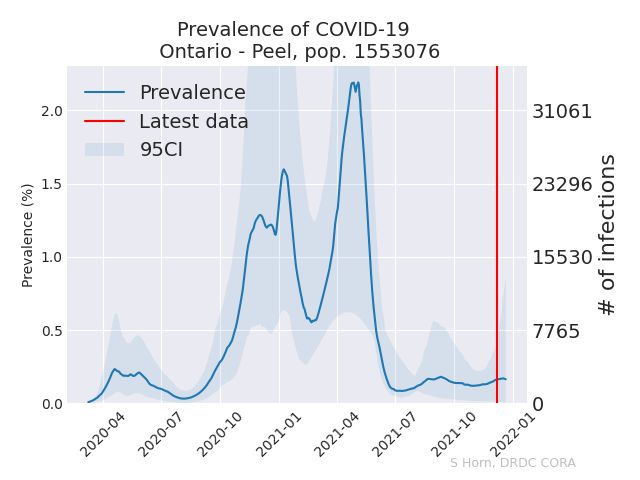 Prevalence of COVID-19
Ontario - Peel, pop. 1553076
Prevalence
Latest data
95CI
Prevalence (%)
2.0
1.5
1.0
0.5
0.0
31061
23296
15530
7765
0
# of infections
2020-04
2020-07
2020-10
2021-01
2021-04
2021-07
2021-10
2022-01
S Horn, DRDC CORA